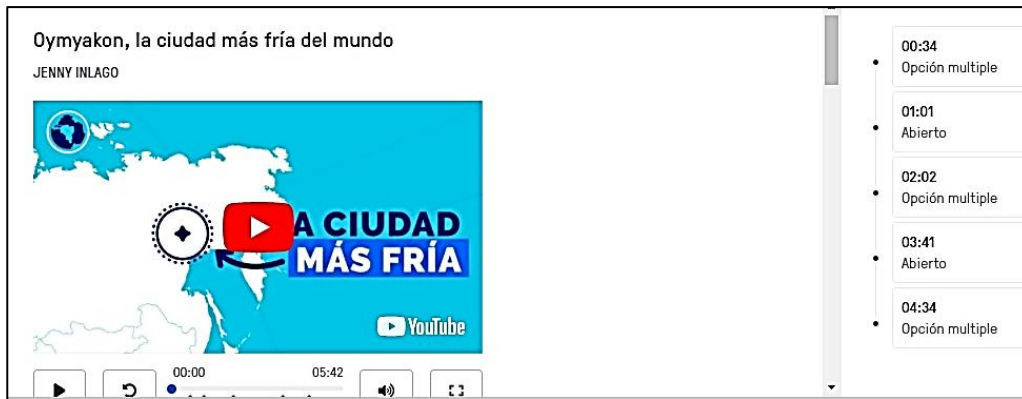 Oymyakon, la ciudad más fría del mundo
JENNY INLAGO
A CIUDAD
MÁS FRÍA
YouTube
00:00
05:42
00:34
Opción multiple
01:01
Abierto
02:02
Opción multiple
03:41
Abierto
04:34
Opción multiple